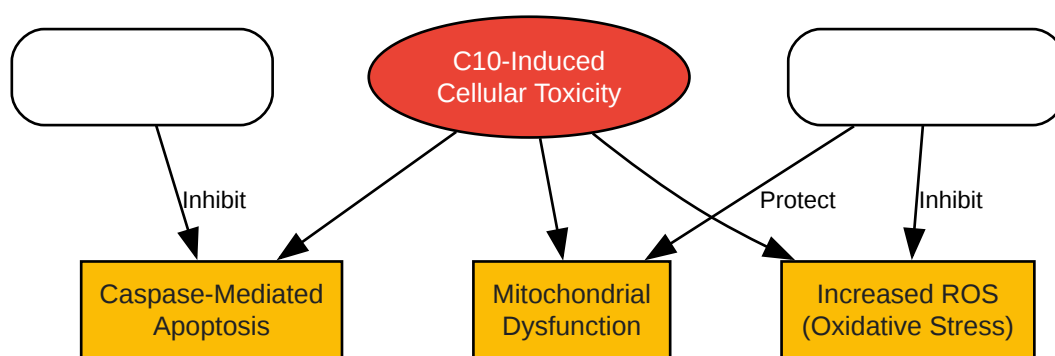 C10-Induced
Cellular Toxicity
Inhibit
Protect
Inhibit
Caspase-Mediated
Apoptosis
Mitochondrial
Dysfunction
Increased ROS
(Oxidative Stress)